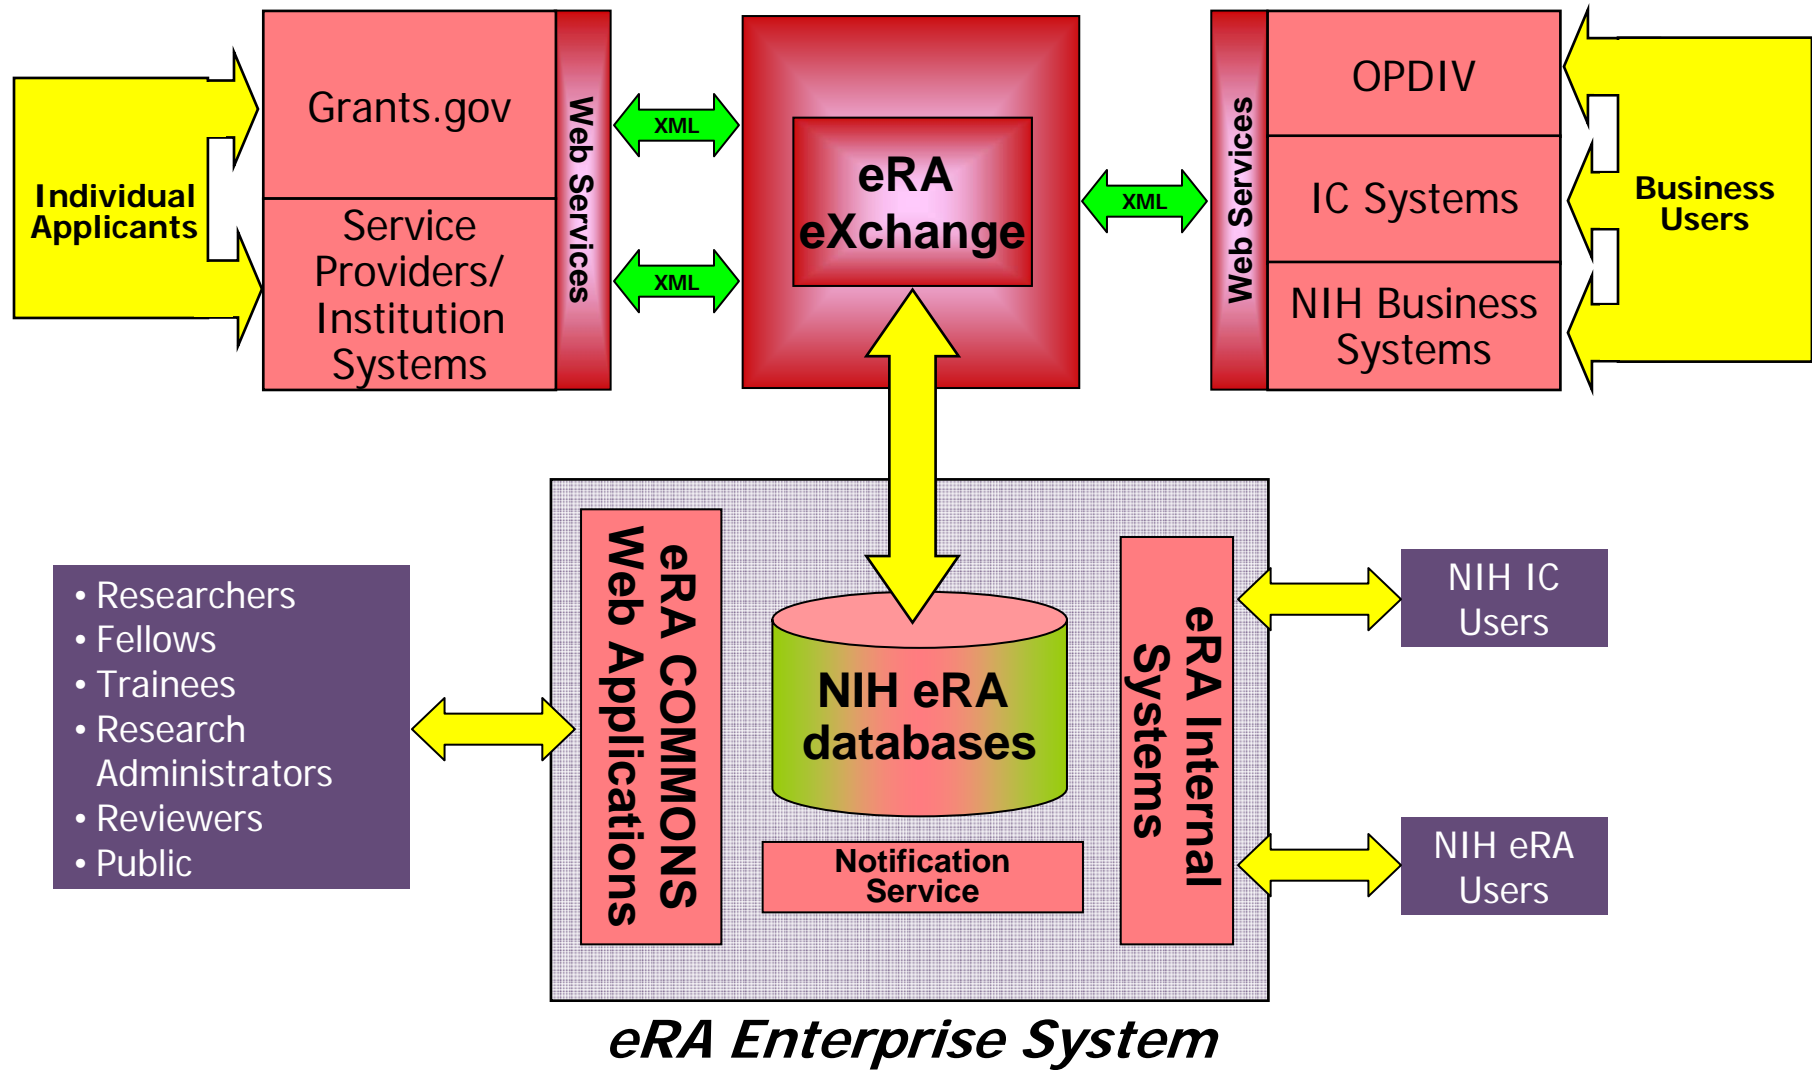 Individual
Applicants
Grants.gov
Service
Providers/
Institution
Systems
Web Services
XML
XML
eRA
eXchange
XML
Web Services
OPDIV
IC Systems
NIH Business
Systems
Business
Users
• Researchers
• Fellows
• Trainees
• Research
Administrators
• Reviewers
• Public
eRA COMMONS
Web Applications
NIH eRA
databases
Notification
Service
eRA Internal
Systems
NIH IC
Users
NIH eRA
Users
eRA Enterprise System